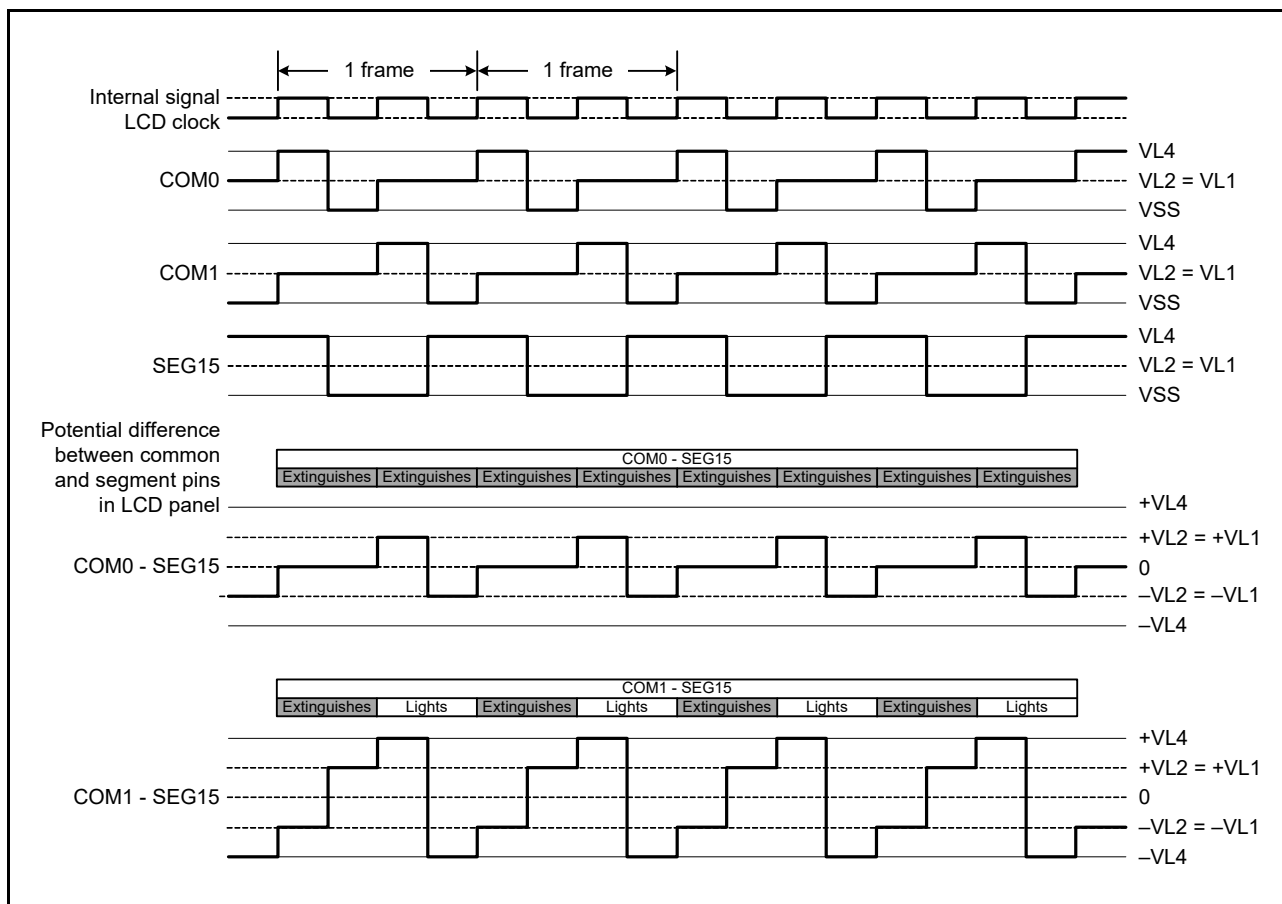 1 frame
1 frame
Internal signal
LCD clock
COM0
VL4
VL2 = VL1
VSS
COM1
VL4
VL2 = VL1
VSS
SEG15
VL4
VL2 = VL1
VSS
Potential difference
between common
and segment pins
in LCD panel
COM0 - SEG15
Extinguishes Extinguishes Extinguishes Extinguishes Extinguishes Extinguishes Extinguishes Extinguishes
COM0 - SEG15
+VL4
+VL2 = +VL1
0
–VL2 = –VL1
–VL4
COM1 - SEG15
Extinguishes Lights Extinguishes Lights Extinguishes Lights Extinguishes Lights
COM1 - SEG15
+VL4
+VL2 = +VL1
0
–VL2 = –VL1
–VL4